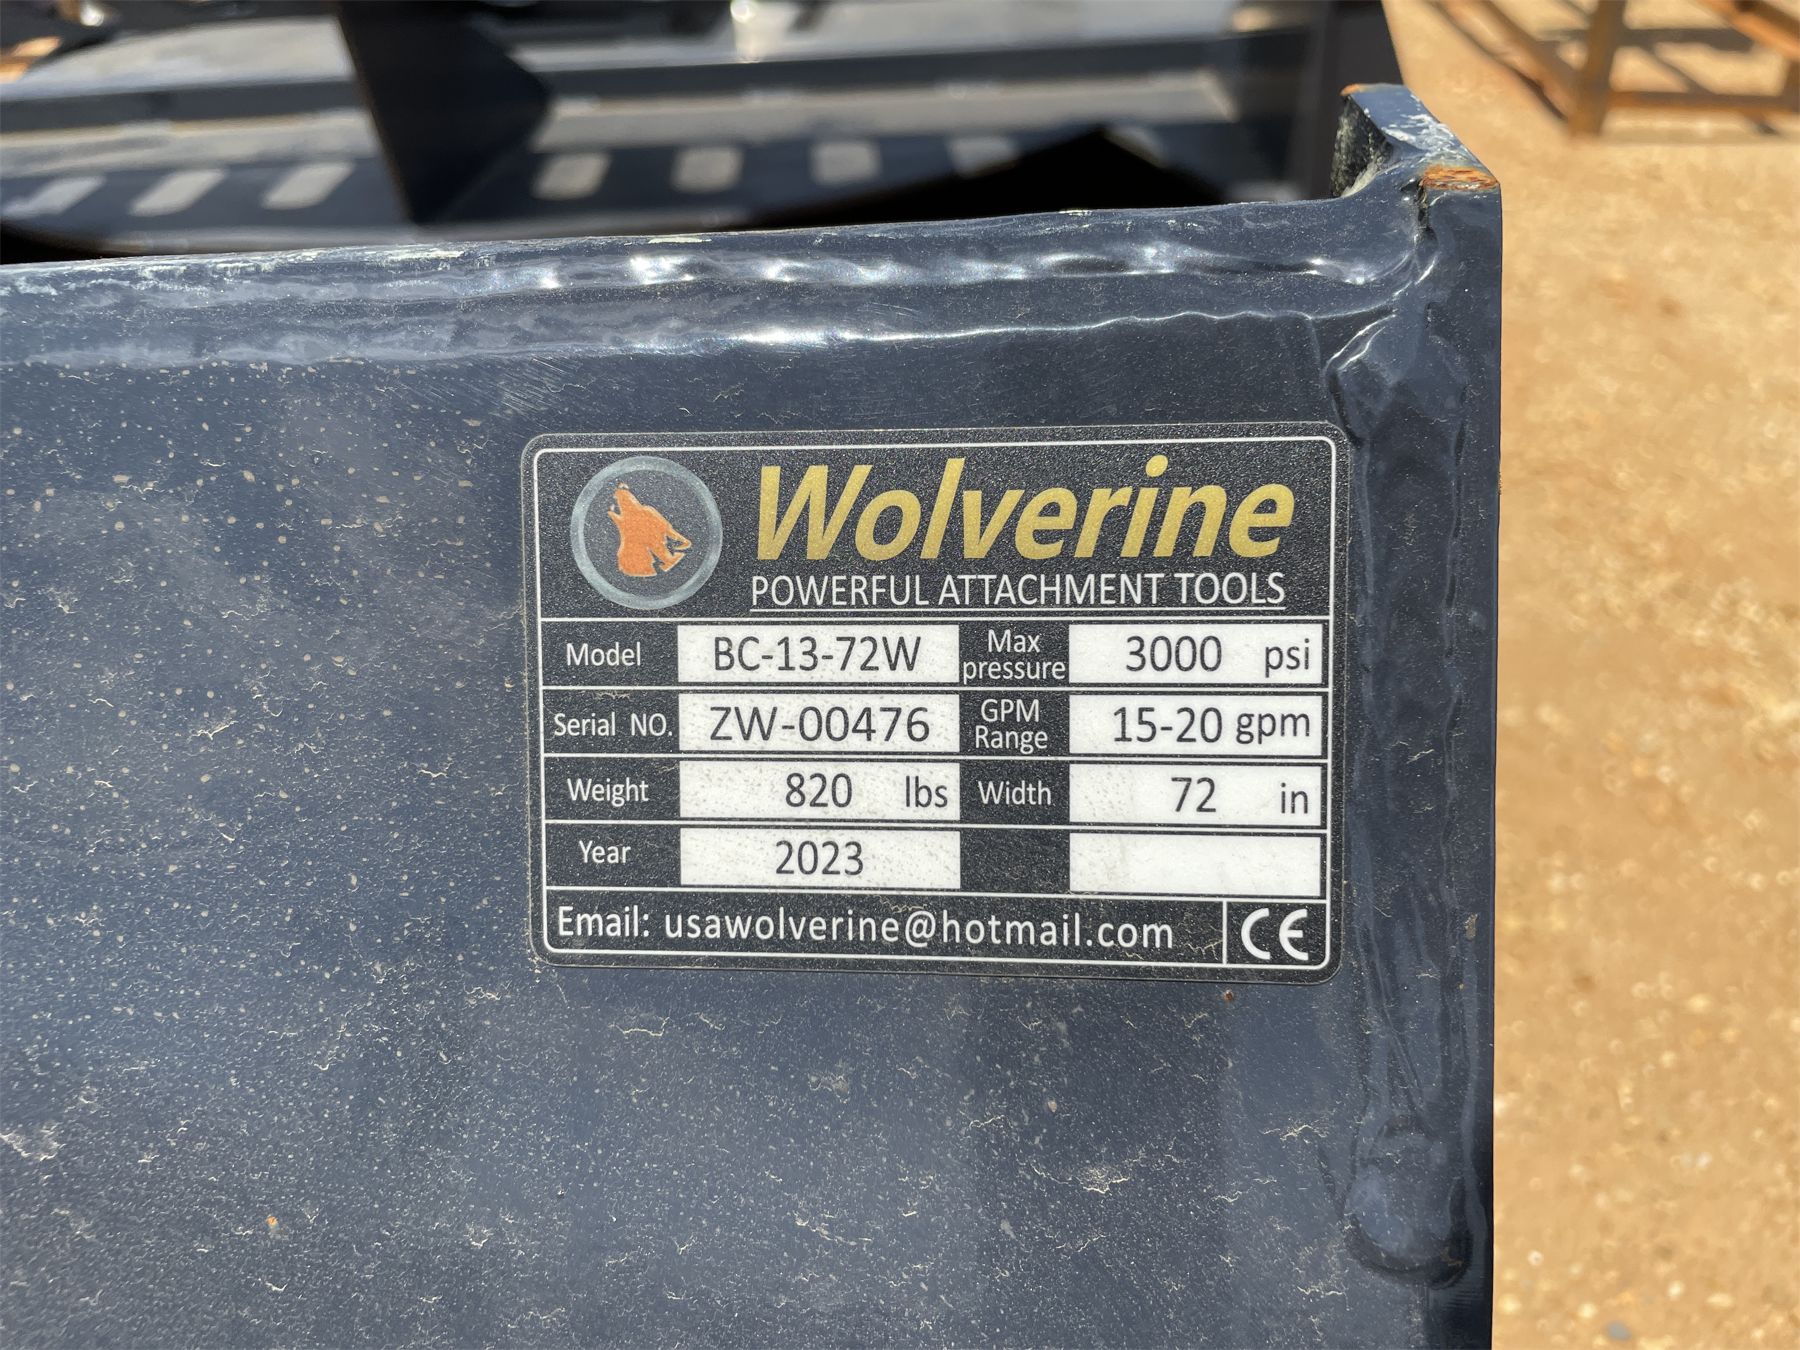 Wolverine
POWERFUL ATTACHMENT TOOLS
Model BC-13-72W Max pressure 3000 psi
Serial NO. ZW-00476 GPM Range 15-20 gpm
Weight 820 lbs Width 72 in
Year 2023
Email: usawolverine@hotmail.com CE